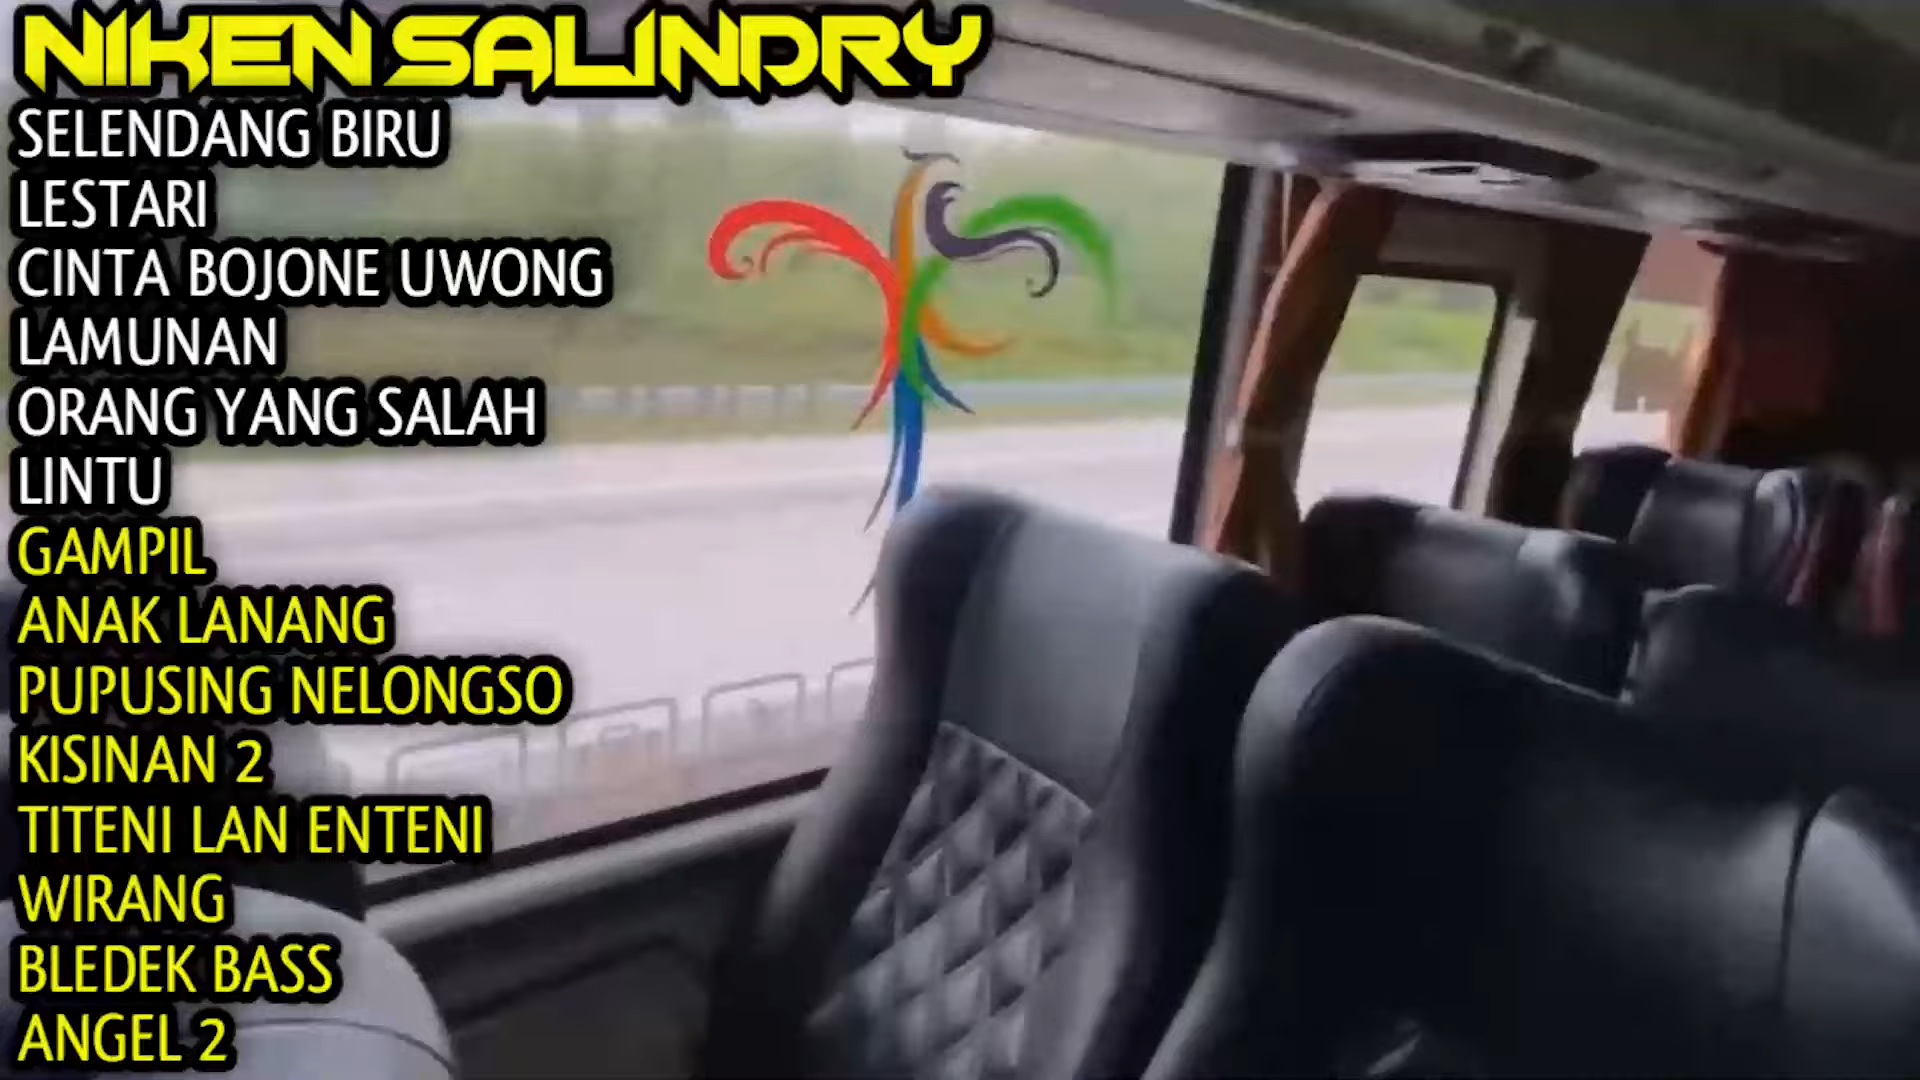 NIKEN SALINDRY
SELENDANG BIRU
LESTARI
CINTA BOJONE UWONG
LAMUNAN
ORANG YANG SALAH
LINTU
GAMPIL
ANAK LANANG
PUPUSING NELONGSO
KISINAN 2
TITENI LAN ENTENI
WIRANG
BLEDEK BASS
ANGEL 2